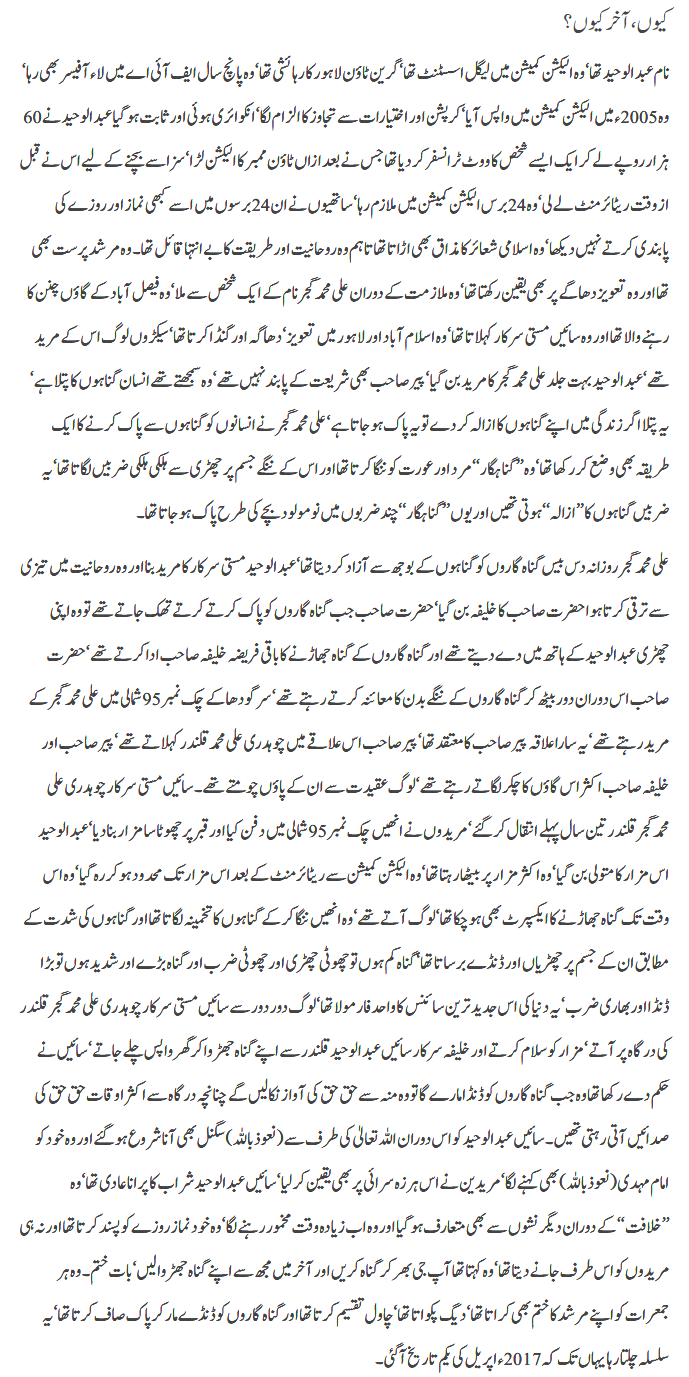 کیوں، آخر کیوں؟
نام عبدالوحید تھا‘ وہ الیکشن کمیشن میں لیگل اسسٹنٹ تھا‘ گرین ٹاؤن لاہور کا رہائشی تھا‘ وہ پانچ سال ایف آئی اے میں لاء آفیسر بھی رہا‘
وہ 2005ء میں الیکشن کمیشن میں واپس آیا‘ کرپشن اور اختیارات سے تجاوز کا الزام لگا‘ انکوائری ہوئی اور ثابت ہو گیا عبدالوحید نے 60
ہزار روپے لے کر ایک ایسے شخص کا ووٹ ٹرانسفر کر دیا تھا جس نے بعد ازاں ٹاؤن ممبر کا الیکشن لڑا‘ سزا سے بچنے کے لیے اس نے قبل
از وقت ریٹائرمنٹ لے لی‘ وہ 24 برس الیکشن کمیشن میں ملازم رہا‘ ساتھیوں نے ان 24 برسوں میں اسے کبھی نماز اور روزے کی
پابندی کرتے نہیں دیکھا‘ وہ اسلامی شعائر کا مذاق بھی اڑاتا تھا تاہم وہ روحانیت اور طریقت کا بے انتہا قائل تھا۔ وہ مرشد پرست بھی
تھا اور وہ تعویز دھاگے پر بھی یقین رکھتا تھا‘ وہ ملازمت کے دوران علی محمد گجر نام کے ایک شخص سے ملا‘ وہ فیصل آباد کے گاؤں چنن کا
رہنے والا تھا اور وہ سائیں مستی سرکار کہلاتا تھا‘ وہ اسلام آباد اور لاہور میں تعویز‘ دھاگہ اور گنڈا کرتا تھا‘ سیکڑوں لوگ اس کے مرید
تھے‘ عبدالوحید بہت جلد علی محمد گجر کا مرید بن گیا‘ پیر صاحب بھی شریعت کے پابند نہیں تھے‘ وہ سمجھتے تھے انسان گناہوں کا پتلا ہے‘
یہ پتلا اگر زندگی میں اپنے گناہوں کا ازالہ کر دے تو یہ پاک ہو جاتا ہے‘ علی محمد گجر نے انسانوں کو گناہوں سے پاک کرنے کا ایک
طریقہ بھی وضع کر رکھا تھا‘ وہ ’’گناہگار‘‘ مرد اور عورت کو ننگا کرتا تھا اور اس کے ننگے جسم پر چھڑی سے ہلکی ہلکی ضربیں لگاتا تھا‘ یہ
ضربیں گناہوں کا ’’ازالہ‘‘ ہوتی تھیں اور یوں ’’گناہگار‘‘ چند ضربوں میں نومولود بچے کی طرح پاک ہو جاتا تھا۔
علی محمد گجر روزانہ دس بیس گناہ گاروں کو گناہوں کے بوجھ سے آزاد کر دیتا تھا‘ عبدالوحید مستی سرکار کا مرید بنا اور وہ روحانیت میں تیزی
سے ترقی کرتا ہوا حضرت صاحب کا خلیفہ بن گیا‘ حضرت صاحب جب گناہ گاروں کو پاک کرتے کرتے تھک جاتے تھے تو وہ اپنی
چھڑی عبدالوحید کے ہاتھ میں دے دیتے تھے اور گناہ گاروں کے گناہ جھاڑنے کا باقی فریضہ خلیفہ صاحب ادا کرتے تھے‘ حضرت
صاحب اس دوران دور بیٹھ کر گناہ گاروں کے ننگے بدن کا معائنہ کرتے رہتے تھے‘ سرگودھا کے چک نمبر 95 شمالی میں علی محمد گجر کے
مرید رہتے تھے‘ یہ سارا علاقہ پیر صاحب کا معتقد تھا‘ پیر صاحب اس علاقے میں چوہدری علی محمد قلندر کہلاتے تھے‘ پیر صاحب اور
خلیفہ صاحب اکثر اس گاؤں کا چکر لگاتے رہتے تھے‘ لوگ عقیدت سے ان کے پاؤں چومتے تھے۔ سائیں مستی سرکار چوہدری علی
محمد گجر قلندر تین سال پہلے انتقال کر گئے‘ مریدوں نے انھیں چک نمبر 95 شمالی میں دفن کیا اور قبر پر چھوٹا سا مزار بنا دیا‘ عبدالوحید
اس مزار کا متولی بن گیا‘ وہ اکثر مزار پر بیٹھا رہتا تھا‘ وہ الیکشن کمیشن سے ریٹائرمنٹ کے بعد اس مزار تک محدود ہو کر رہ گیا‘ وہ اس
وقت تک گناہ جھاڑنے کا ایکسپرٹ بھی ہو چکا تھا‘ لوگ آتے تھے‘ وہ انھیں ننگا کر کے گناہوں کا تخمینہ لگاتا تھا اور گناہوں کی شدت کے
مطابق ان کے جسم پر چھڑیاں اور ڈنڈے برساتا تھا‘ گناہ کم ہوں تو چھوٹی چھڑی اور چھوٹی ضرب اور گناہ بڑے اور شدید ہوں تو بڑا
ڈنڈا اور بھاری ضرب‘ یہ دنیا کی اس جدید ترین سائنس کا واحد فارمولا تھا‘ لوگ دور دور سے سائیں مستی سرکار چوہدری علی محمد گجر قلندر
کی درگاہ پر آتے‘ مزار کو سلام کرتے اور خلیفہ سرکار سائیں عبدالوحید قلندر سے اپنے گناہ جھڑوا کر گھر واپس چلے جاتے‘ سائیں نے
حکم دے رکھا تھا وہ جب گناہ گاروں کو ڈنڈا مارے گا تو وہ منہ سے حق حق کی آواز نکالیں گے چنانچہ درگاہ سے اکثر اوقات حق حق کی
صدائیں آتی رہتی تھیں۔ سائیں عبدالوحید کو اس دوران اللہ تعالیٰ کی طرف سے (نعوذ باللہ) سگنل بھی آنا شروع ہو گئے اور وہ خود کو
امام مہدی (نعوذ باللہ) بھی کہنے لگا‘ مریدین نے اس ہرزہ سرائی پر بھی یقین کر لیا‘ سائیں عبدالوحید شراب کا پرانا عادی تھا‘ وہ
’’خلافت‘‘ کے دوران دیگر نشوں سے بھی متعارف ہو گیا اور وہ اب زیادہ وقت مخمور رہنے لگا‘ وہ خود نماز روزے کو پسند کرتا تھا اور نہ ہی
مریدوں کو اس طرف جانے دیتا تھا‘ وہ کہتا تھا آپ جی بھر کر گناہ کریں اور آخر میں مجھ سے اپنے گناہ جھڑوا لیں‘ بات ختم۔ وہ ہر
جمعرات کو اپنے مرشد کا ختم بھی کراتا تھا‘ دیگ پکواتا تھا‘ چاول تقسیم کرتا تھا اور گناہ گاروں کو ڈنڈے مار کر پاک صاف کرتا تھا‘ یہ
سلسلہ چلتا رہا یہاں تک کہ 2017ء اپریل کی یکم تاریخ آ گئی۔